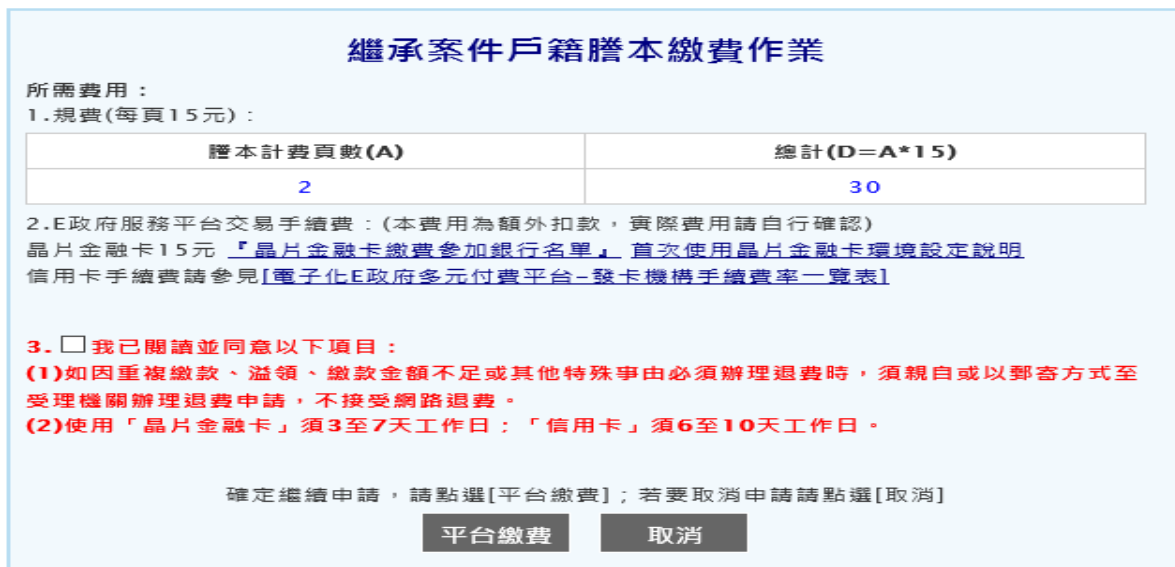 繼承案件戶籍謄本繳費作業
所需費用：
1.規費(每頁15元)：
謄本計費頁數(A) 總計(D=A*15)
2 30
2.E政府服務平台交易手續費：(本費用為額外扣款，實際費用請自行確認)
晶片金融卡15元 『晶片金融卡繳費參加銀行名單』 首次使用晶片金融卡環境設定說明
信用卡手續費請參見[電子化E政府多元付費平台-發卡機構手續費率一覽表]
3. 我已閱讀並同意以下項目：
(1)如因重複繳款、溢領、繳款金額不足或其他特殊事由必須辦理退費時，須親自或以郵寄方式至
受理機關辦理退費申請，不接受網路退費。
(2)使用「晶片金融卡」須3至7天工作日；「信用卡」須6至10天工作日。
確定繼續申請，請點選[平台繳費]；若要取消申請請點選[取消]
平台繳費 取消